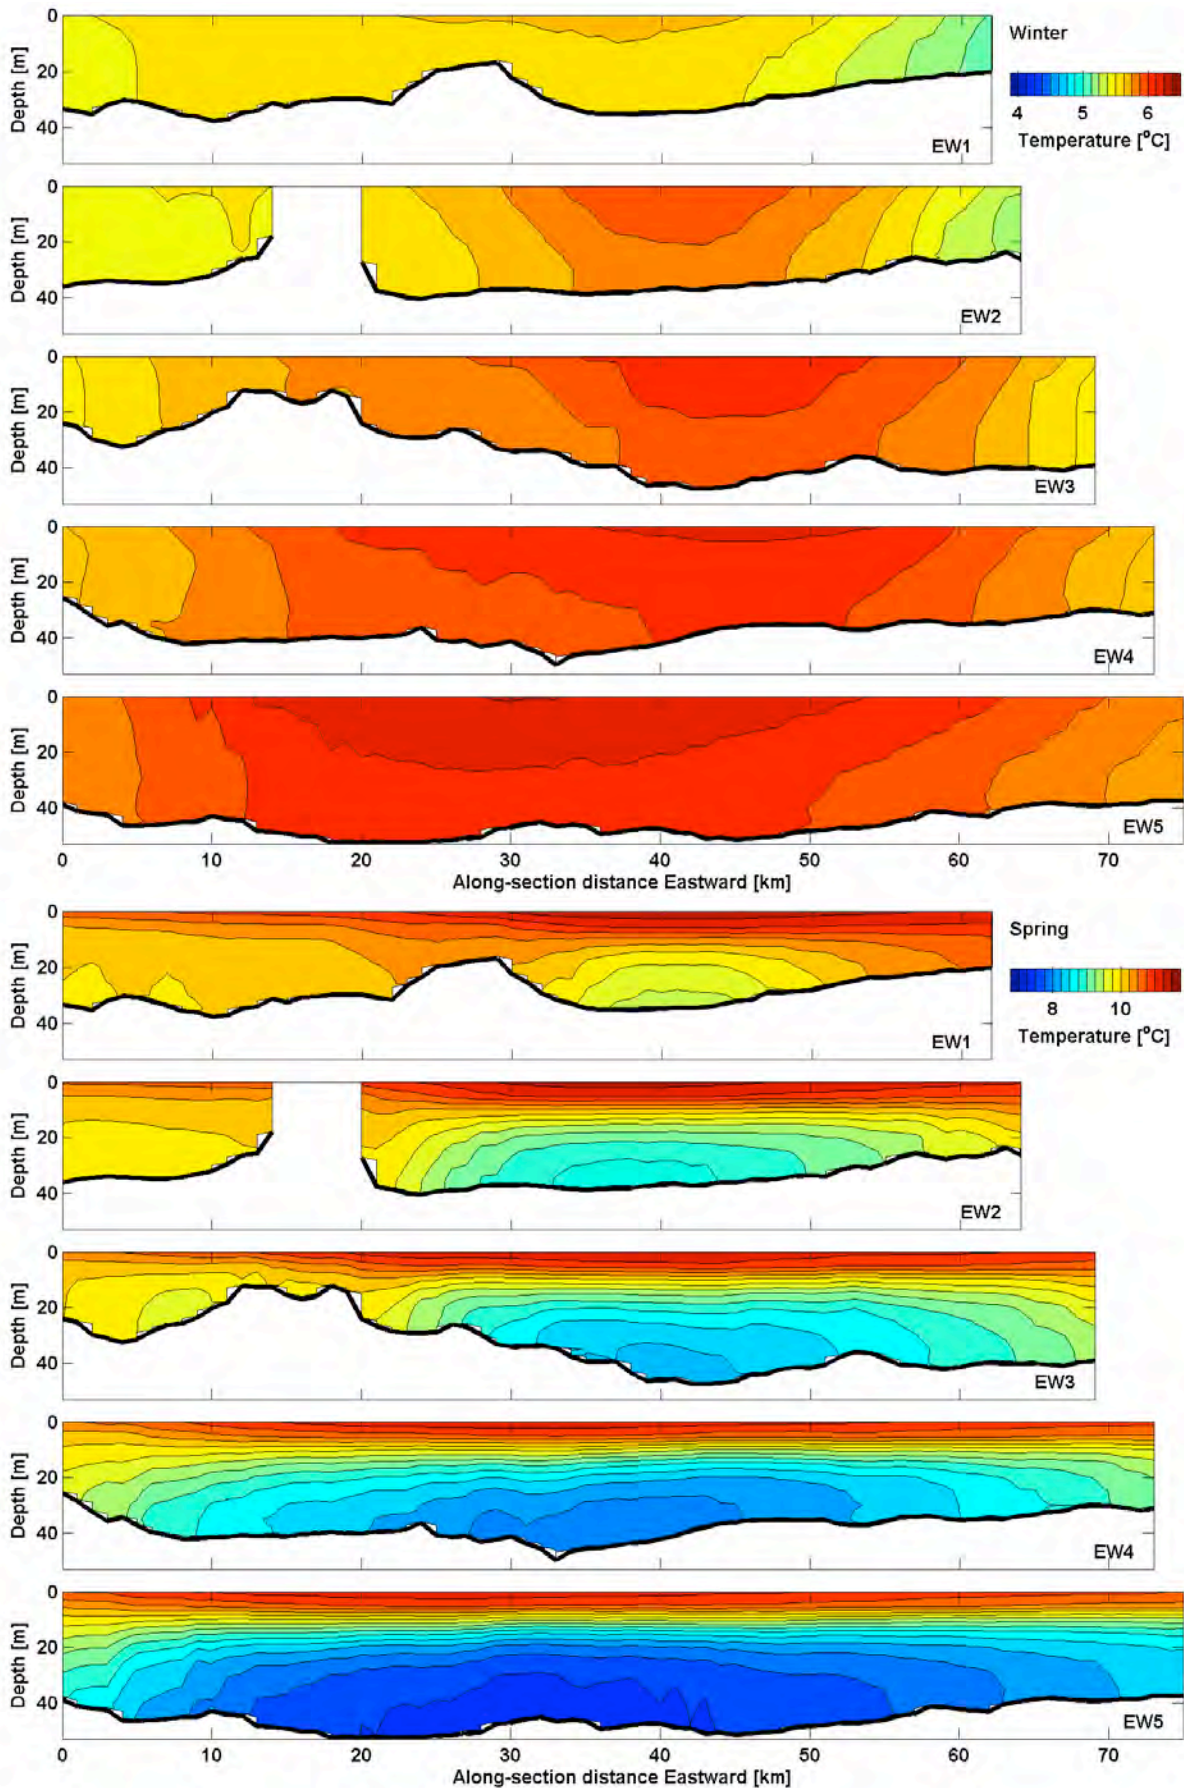 0
20
40
Depth [m]
EW1
Winter
4 5 6
Temperature [°C]
0
20
40
Depth [m]
EW2
0
20
40
Depth [m]
EW3
0
20
40
Depth [m]
EW4
0
20
40
Depth [m]
EW5
0 10 20 30 40 50 60 70
Along-section distance Eastward [km]
0
20
40
Depth [m]
EW1
Spring
8 10
Temperature [°C]
0
20
40
Depth [m]
EW2
0
20
40
Depth [m]
EW3
0
20
40
Depth [m]
EW4
0
20
40
Depth [m]
EW5
0 10 20 30 40 50 60 70
Along-section distance Eastward [km]